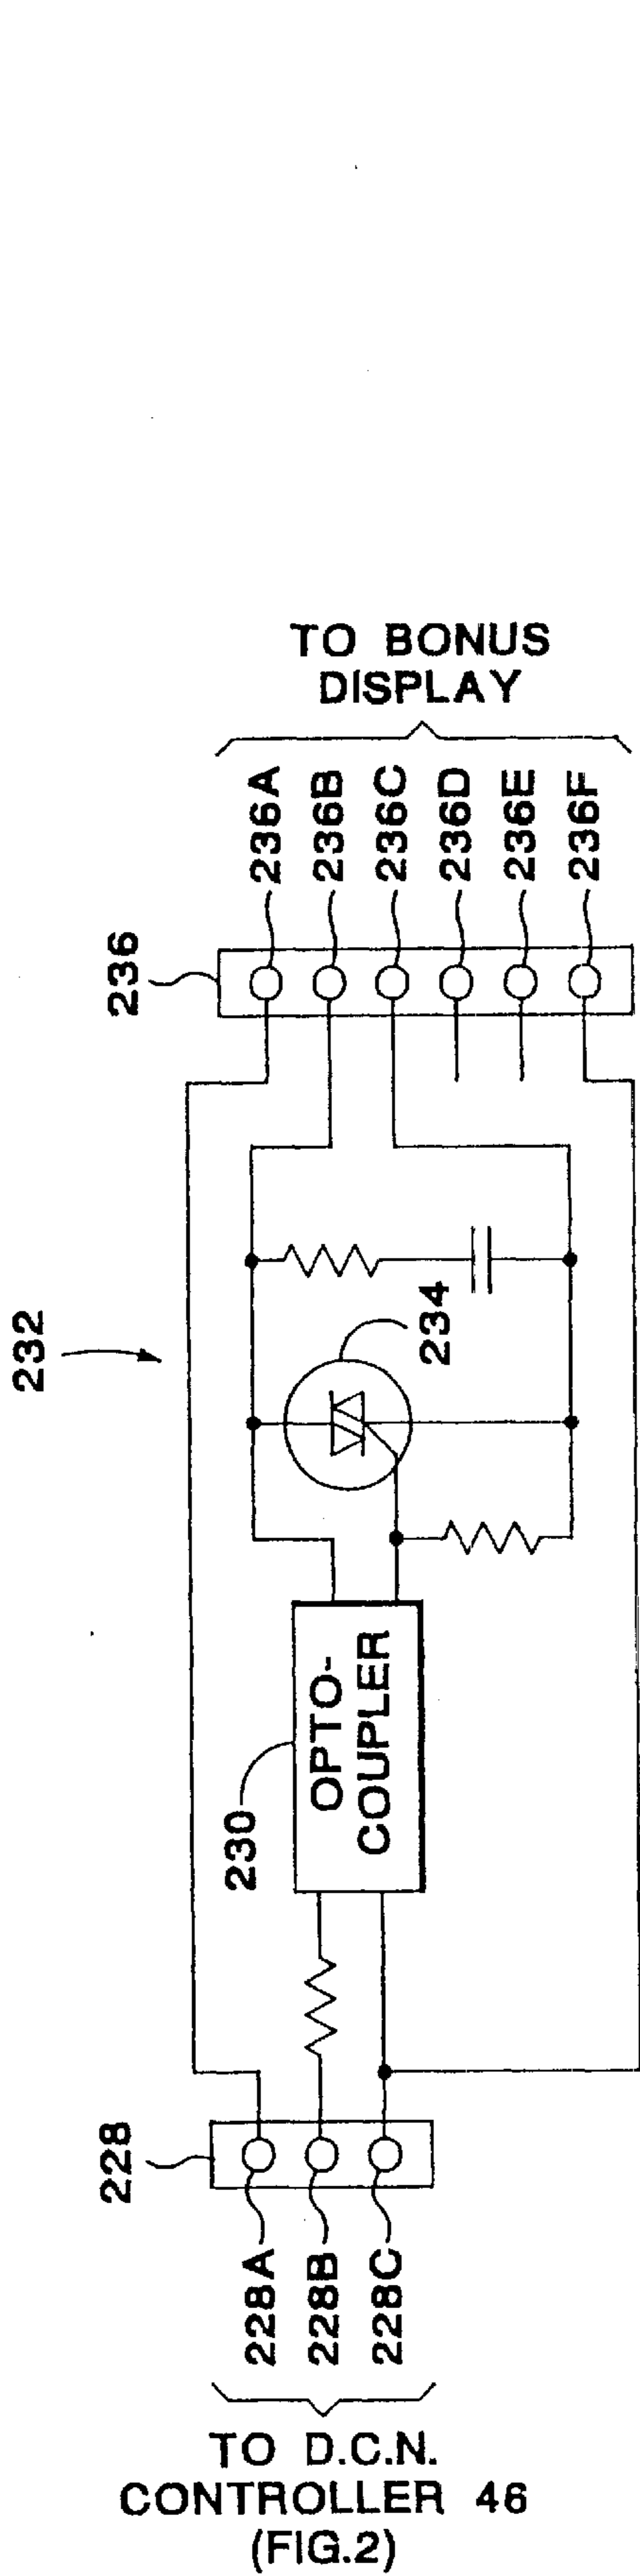 TO BONUS
DISPLAY
236A
236B
236C
236D
236E
236F
236
232
234
OPTO-
COUPLER
230
228
228A
228B
228C
TO D.C.N.
CONTROLLER 46
(FIG.2)